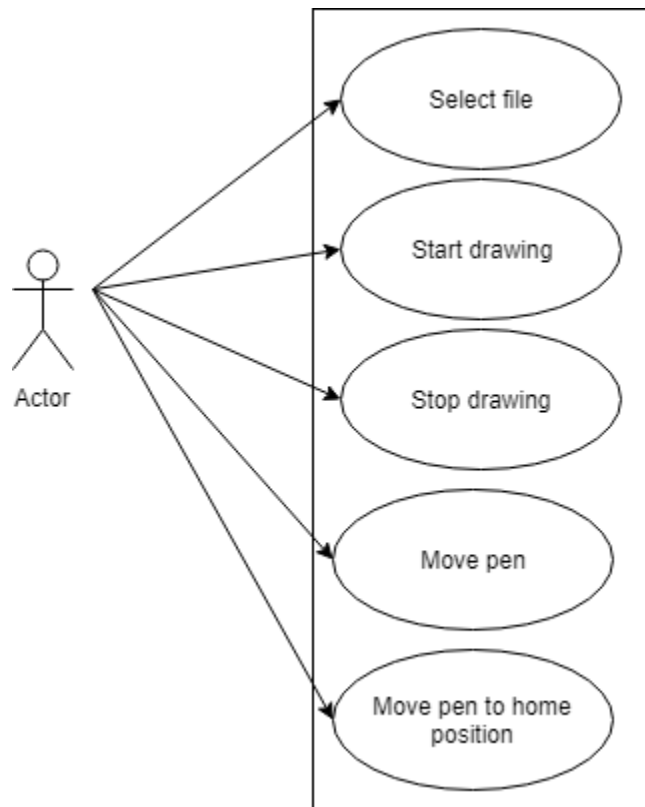 Select file
Start drawing
Actor
Stop drawing
Move pen
Move pen to home
position